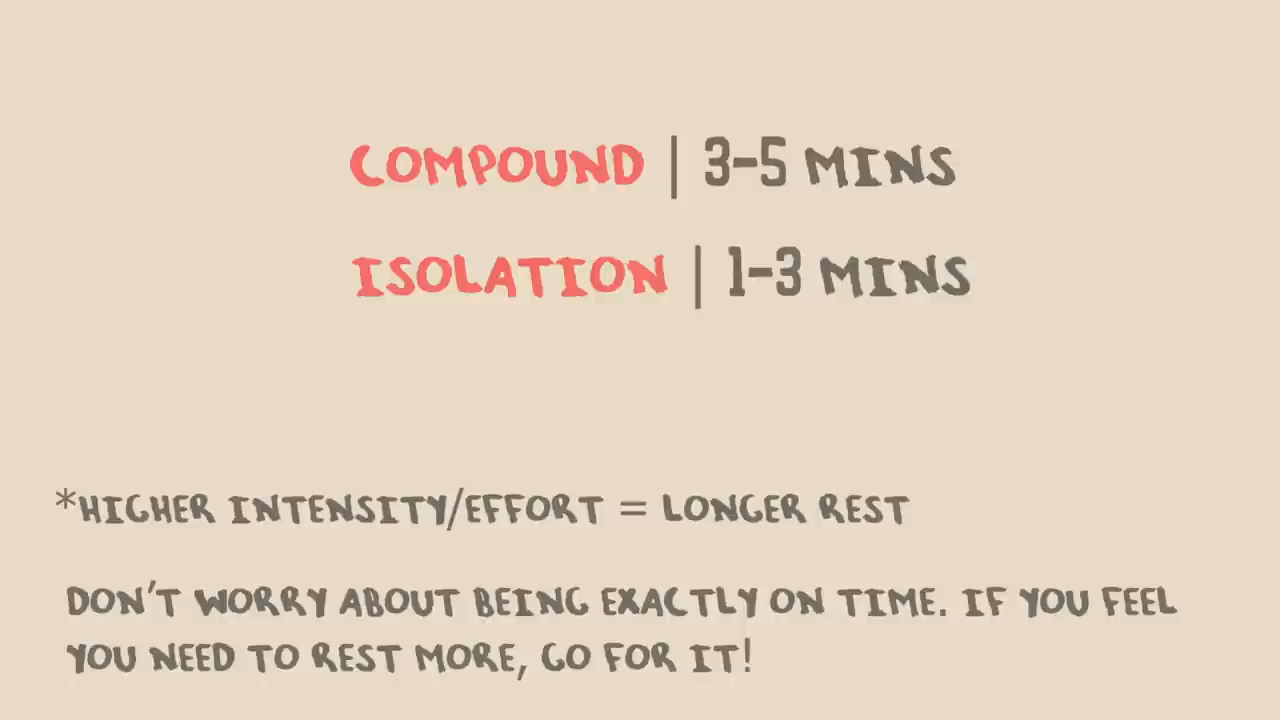 COMPOUND | 3-5 MINS
ISOLATION | 1-3 MINS
*HIGHER INTENSITY/EFFORT = LONGER REST
DON'T WORRY ABOUT BEING EXACTLY ON TIME. IF YOU FEEL
YOU NEED TO REST MORE, GO FOR IT!